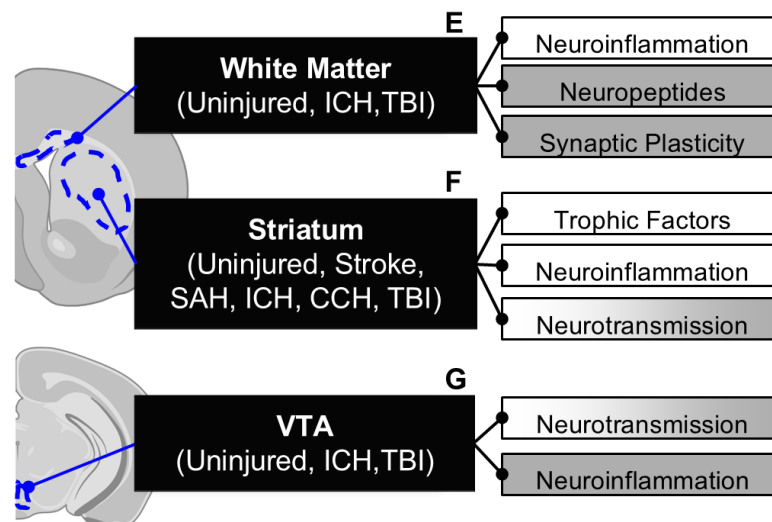 E
White Matter
(Uninjured, ICH,TBI)
Neuroinflammation
Neuropeptides
Synaptic Plasticity
F
Striatum
(Uninjured, Stroke,
SAH, ICH, CCH, TBI)
Trophic Factors
Neuroinflammation
Neurotransmission
G
VTA
(Uninjured, ICH,TBI)
Neurotransmission
Neuroinflammation